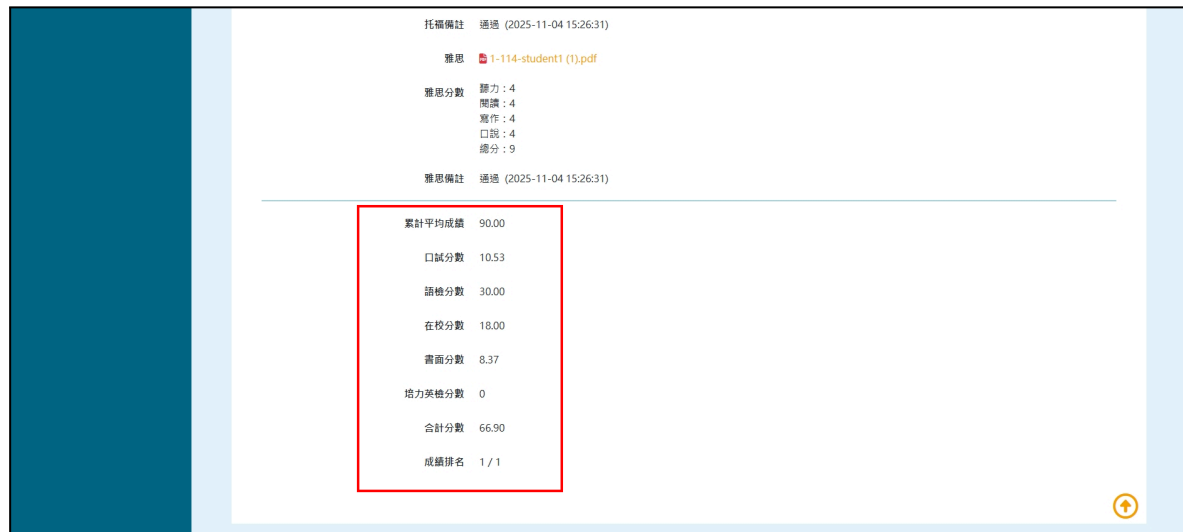 托福備註 通過 (2025-11-04 15:26:31)
雅思 1-114-student1 (1).pdf
雅思分數 聽力：4
閱讀：4
寫作：4
口說：4
總分：9
雅思備註 通過 (2025-11-04 15:26:31)
累計平均成績 90.00
口試分數 10.53
語檢分數 30.00
在校分數 18.00
書面分數 8.37
培力英檢分數 0
合計分數 66.90
成績排名 1 / 1